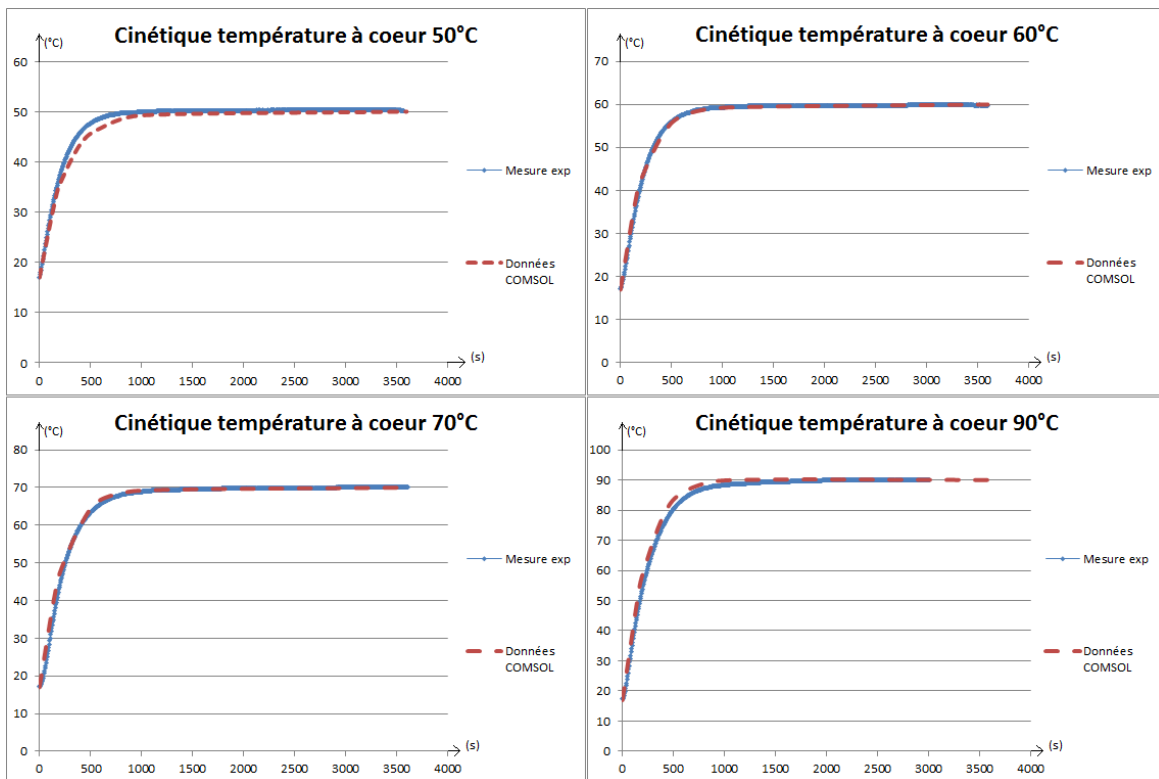 Cinétique température à coeur 50°C
(°C)
60
50
40
30
20
10
0
0 500 1000 1500 2000 2500 3000 3500 4000
(s)
Mesure exp
Données
COMSOL
Cinétique température à coeur 60°C
(°C)
70
60
50
40
30
20
10
0
0 500 1000 1500 2000 2500 3000 3500 4000
(s)
Mesure exp
Données
COMSOL
Cinétique température à coeur 70°C
(°C)
80
70
60
50
40
30
20
10
0
0 500 1000 1500 2000 2500 3000 3500 4000
(s)
Mesure exp
Données
COMSOL
Cinétique température à coeur 90°C
(°C)
100
90
80
70
60
50
40
30
20
10
0
0 500 1000 1500 2000 2500 3000 3500 4000
(s)
Mesure exp
Données
COMSOL